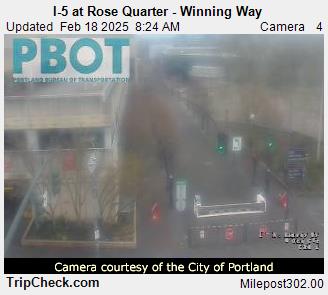 I-5 at Rose Quarter - Winning Way
Updated Feb 18 2025 8:24 AM Camera 4
PBOT
PORTLAND BUREAU OF TRANSPORTATION
Camera courtesy of the City of Portland
TripCheck.com Milepost302.00